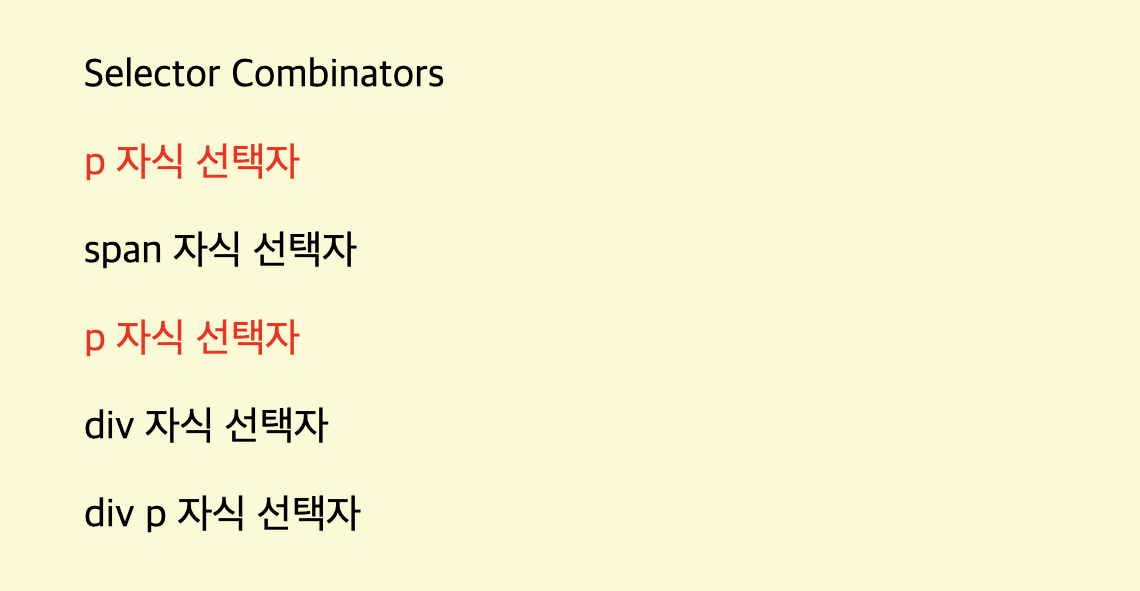 Selector Combinators
p 자식 선택자
span 자식 선택자
p 자식 선택자
div 자식 선택자
div p 자식 선택자